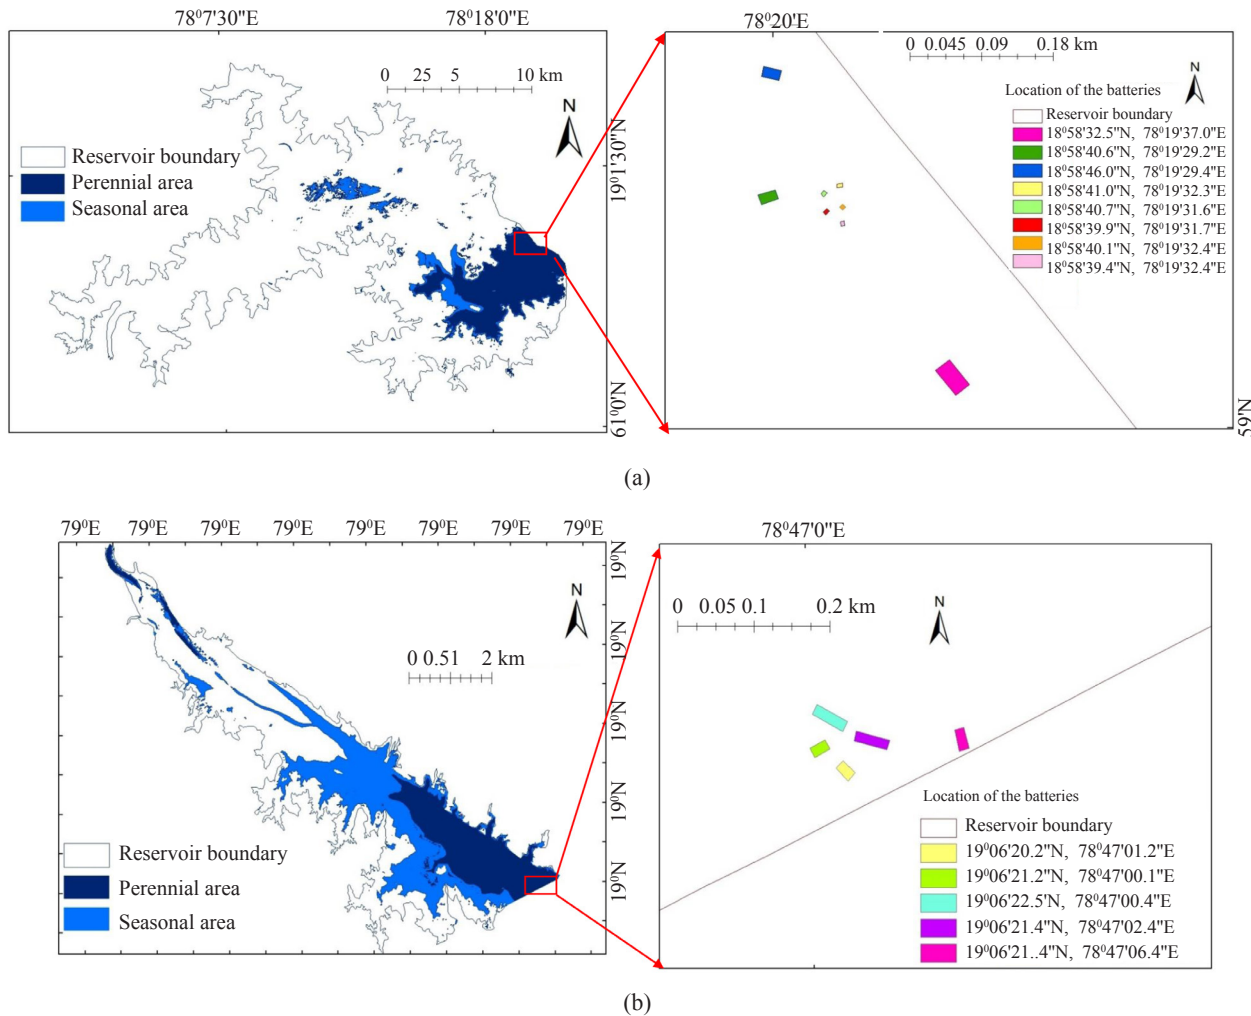 78⁰7'30"E 78⁰18'0"E
0 25 5 10 km
N
Reservoir boundary
Perennial area
Seasonal area
19⁰1'30"N
61⁰0'N
78⁰20'E
0 0.045 0.09 0.18 km
Location of the batteries
N
Reservoir boundary
18⁰58'32.5"N, 78⁰19'37.0"E
18⁰58'40.6"N, 78⁰19'29.2"E
18⁰58'46.0"N, 78⁰19'29.4"E
18⁰58'41.0"N, 78⁰19'32.3"E
18⁰58'40.7"N, 78⁰19'31.6"E
18⁰58'39.9"N, 78⁰19'31.7"E
18⁰58'40.1"N, 78⁰19'32.4"E
18⁰58'39.4"N, 78⁰19'32.4"E
59'N
(a)
79⁰E 79⁰E 79⁰E 79⁰E 79⁰E 79⁰E 79⁰E 79⁰E
N
0 0.51 2 km
Reservoir boundary
Perennial area
Seasonal area
19⁰N
19⁰N
19⁰N
19⁰N
19⁰N
78⁰47'0"E
0 0.05 0.1 0.2 km
N
Location of the batteries
Reservoir boundary
19⁰06'20.2"N, 78⁰47'01.2"E
19⁰06'21.2"N, 78⁰47'00.1"E
19⁰06'22.5"N, 78⁰47'00.4"E
19⁰06'21.4"N, 78⁰47'02.4"E
19⁰06'21..4"N, 78⁰47'06.4"E
(b)